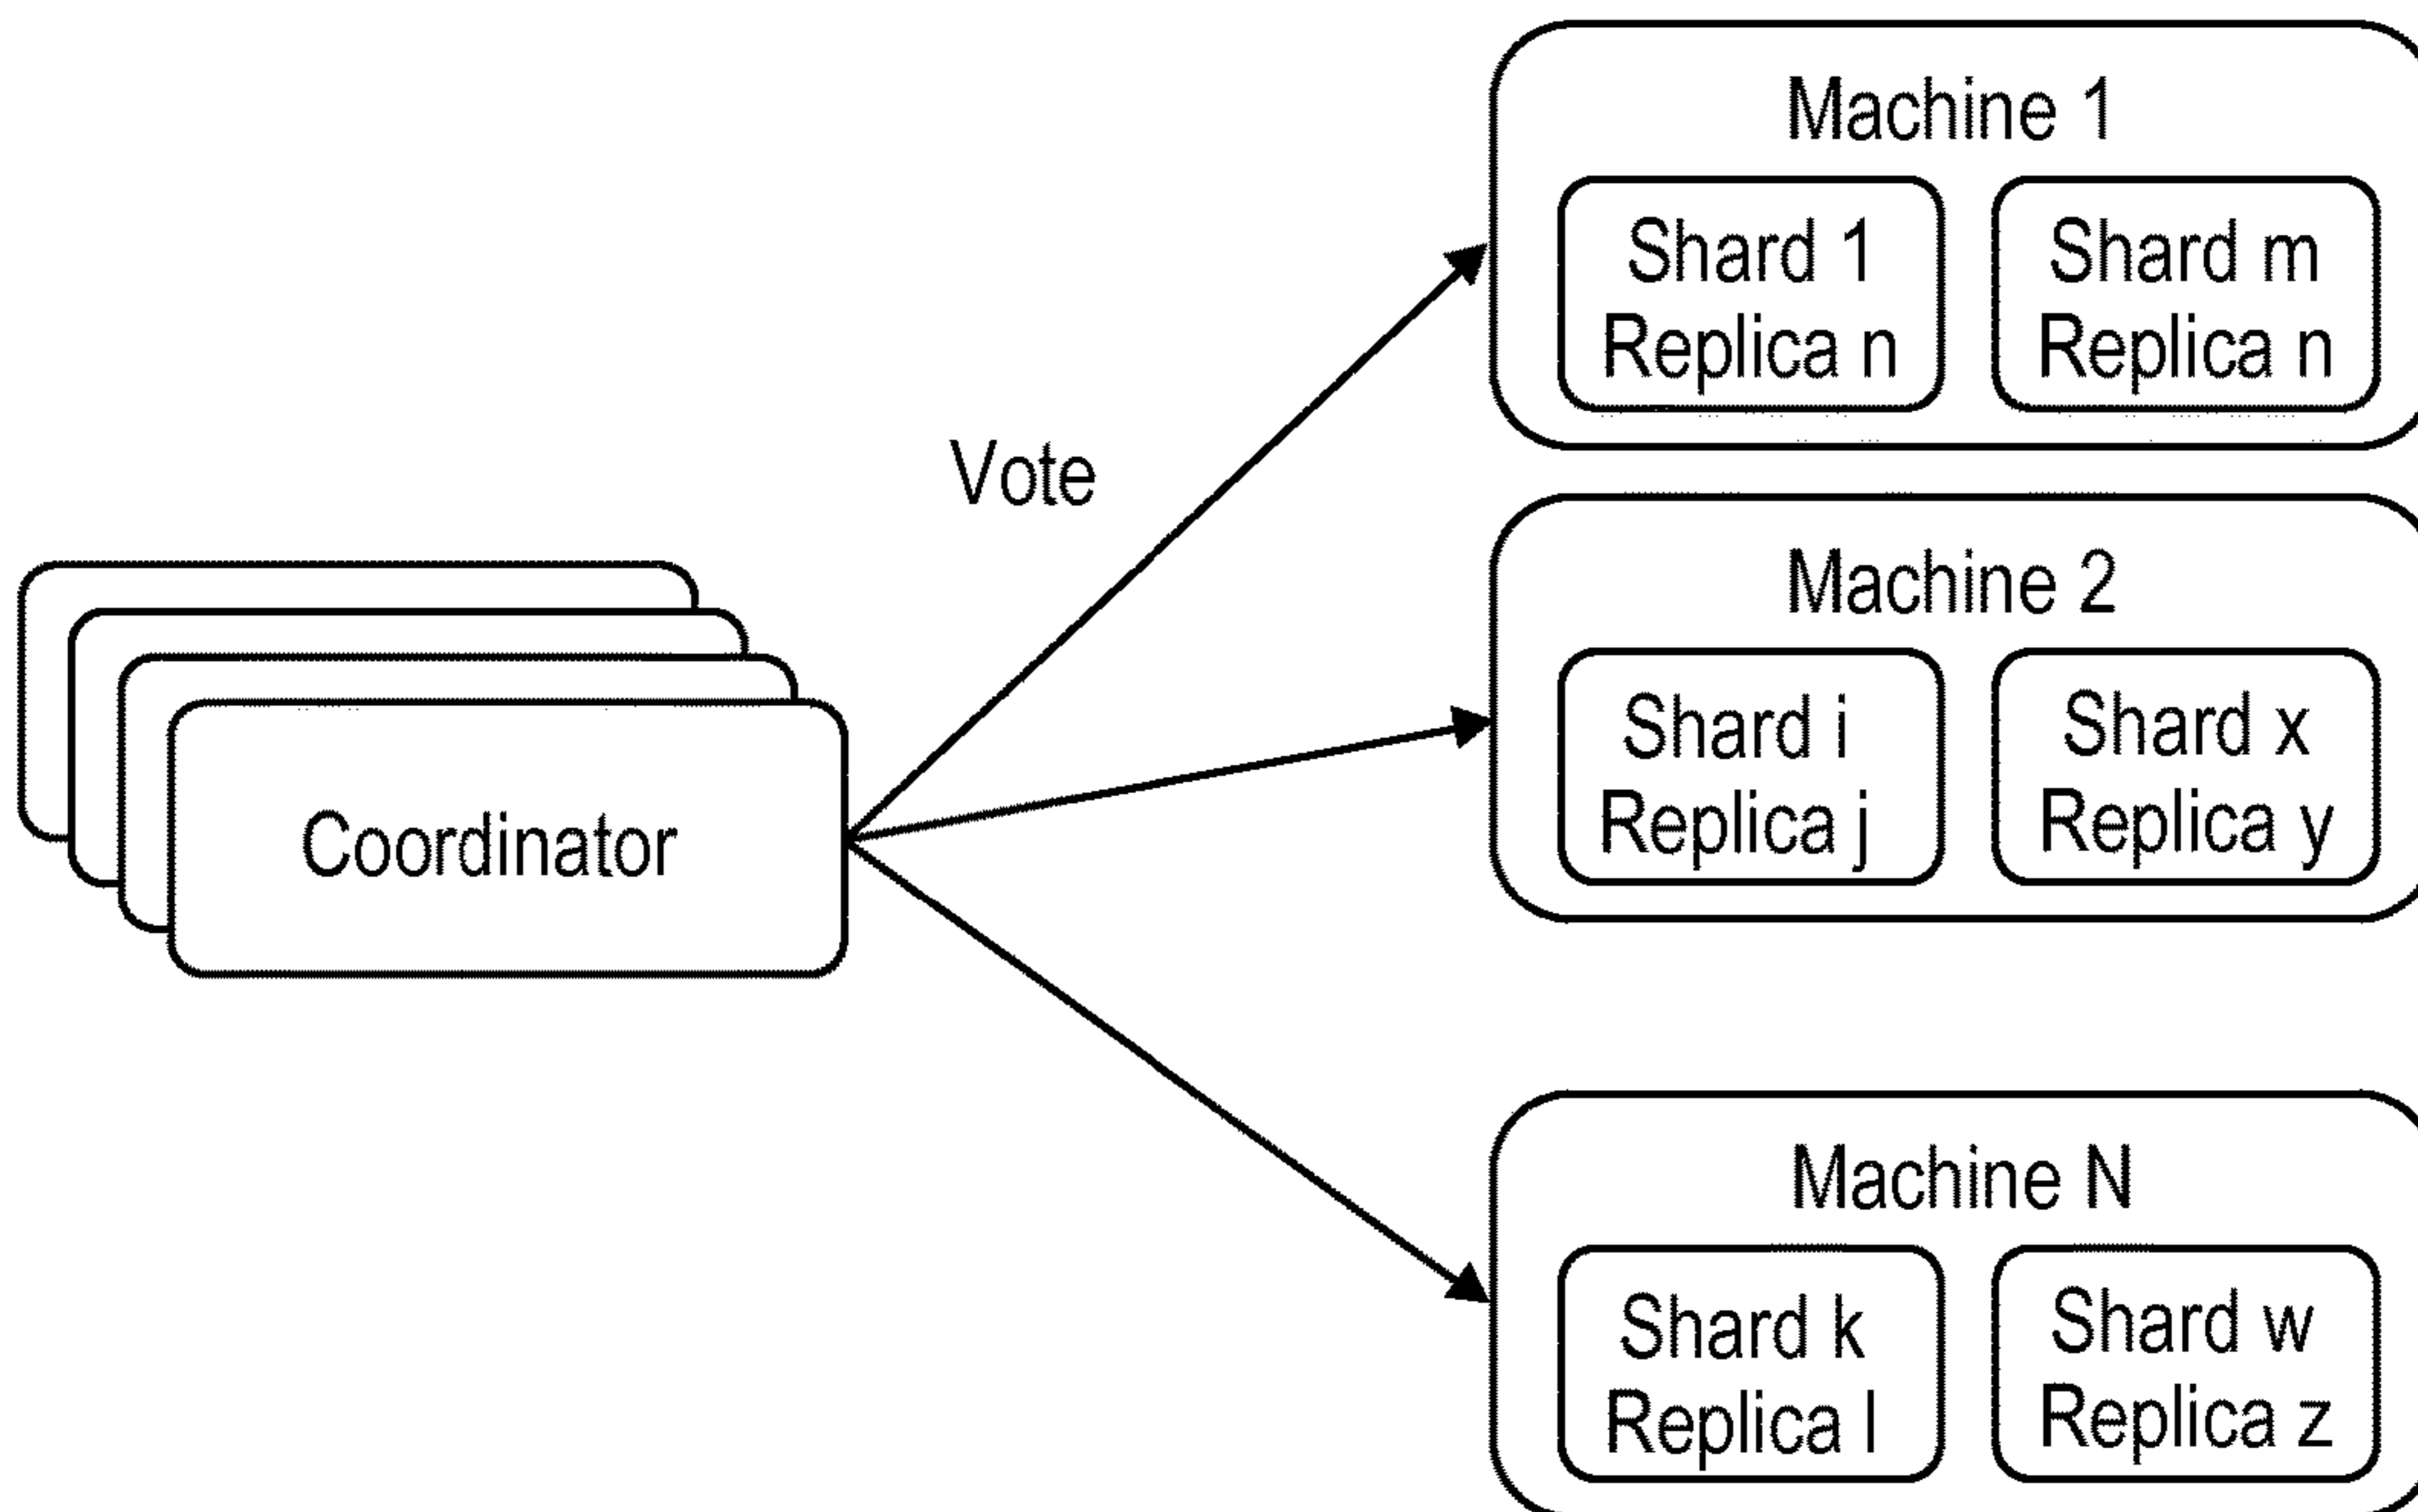 Machine 1
Shard 1
Replica n
Shard m
Replica n
Vote
Machine 2
Shard i
Replica j
Shard x
Replica y
Coordinator
Machine N
Shard k
Replica l
Shard w
Replica z